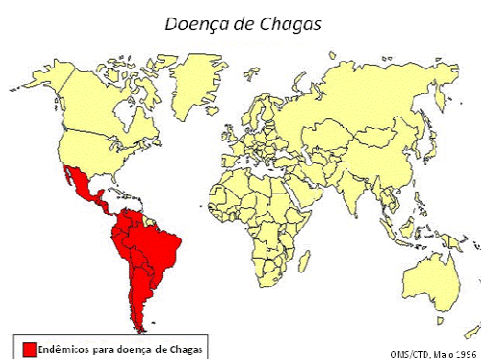 Doença de Chagas
Endêmicos para doença de Chagas
OMS/CTD, Maio 1996